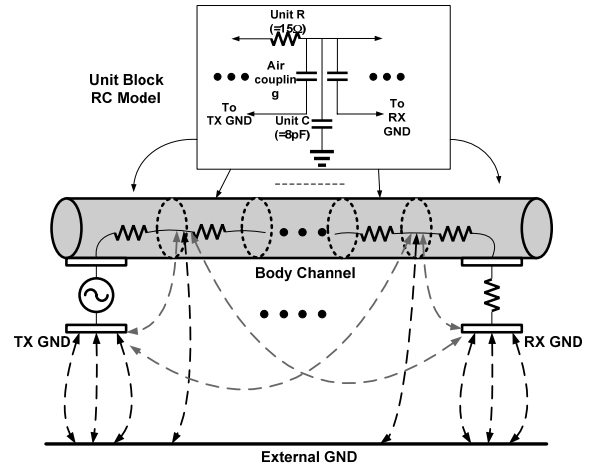 Unit R
(=15Ω)
Unit Block
RC Model
Air
couplin
g
To
TX GND
Unit C
(=8pF)
To
RX
GND
Body Channel
TX GND
RX GND
External GND